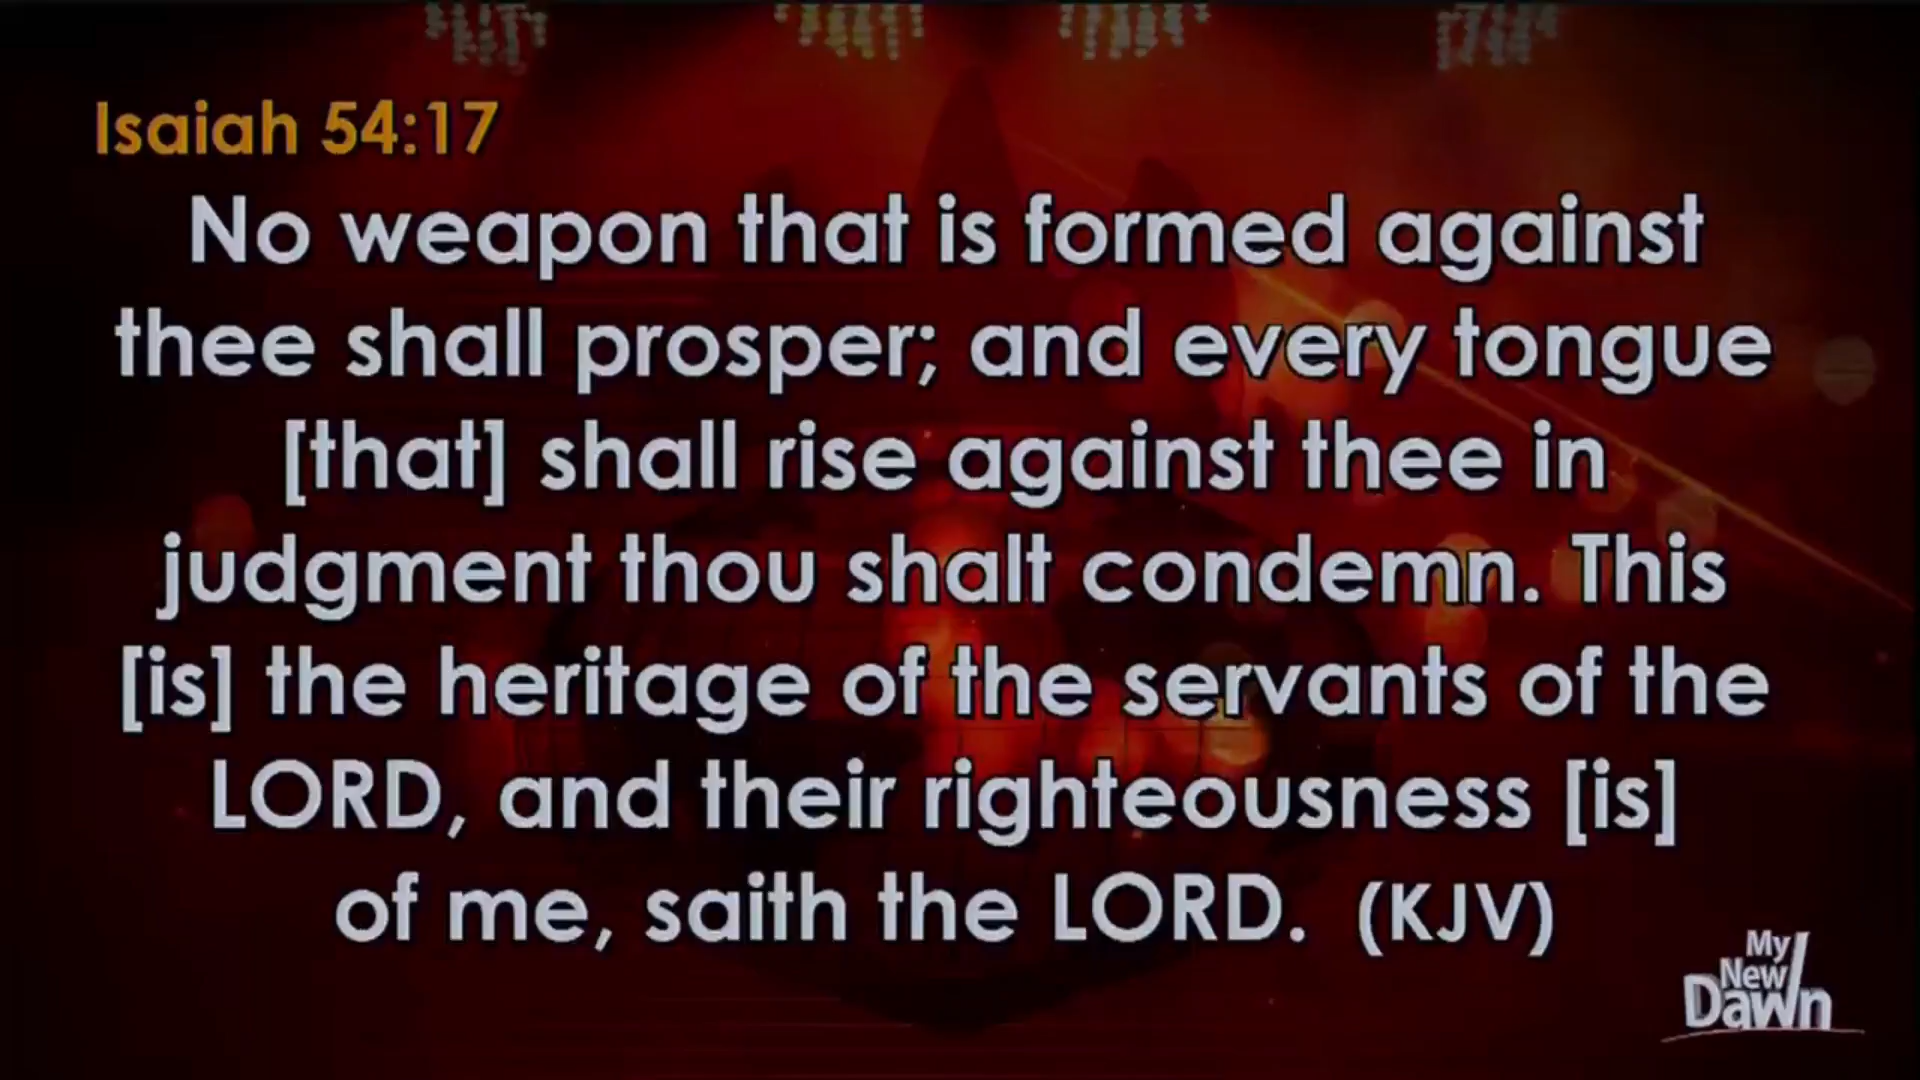 Isaiah 54:17
No weapon that is formed against
thee shall prosper; and every tongue
[that] shall rise against thee in
judgment thou shalt condemn. This
[is] the heritage of the servants of the
LORD, and their righteousness [is]
of me, saith the LORD. (KJV)
My
New
Dawn